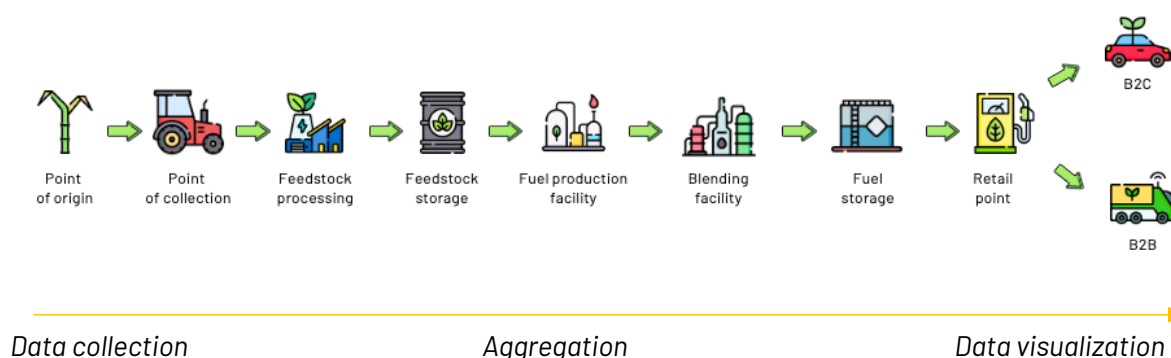 B2C
Point
of origin
Point
of collection
Feedstock
processing
Feedstock
storage
Fuel production
facility
Blending
facility
Fuel
storage
Retail
point
B2B
Data collection
Aggregation
Data visualization